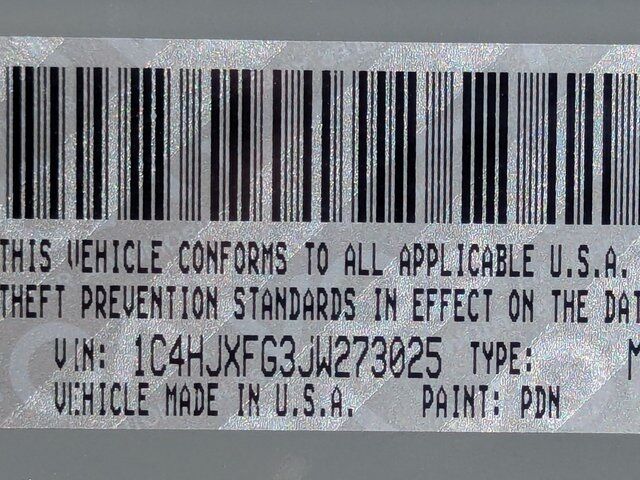 THIS VEHICLE CONFORMS TO ALL APPLICABLE U.S.A.
THEFT PREVENTION STANDARDS IN EFFECT ON THE DA
VIN: 1C4HJXFG3JW273025 TYPE: M
VEHICLE MADE IN U.S.A. PAINT: PDN